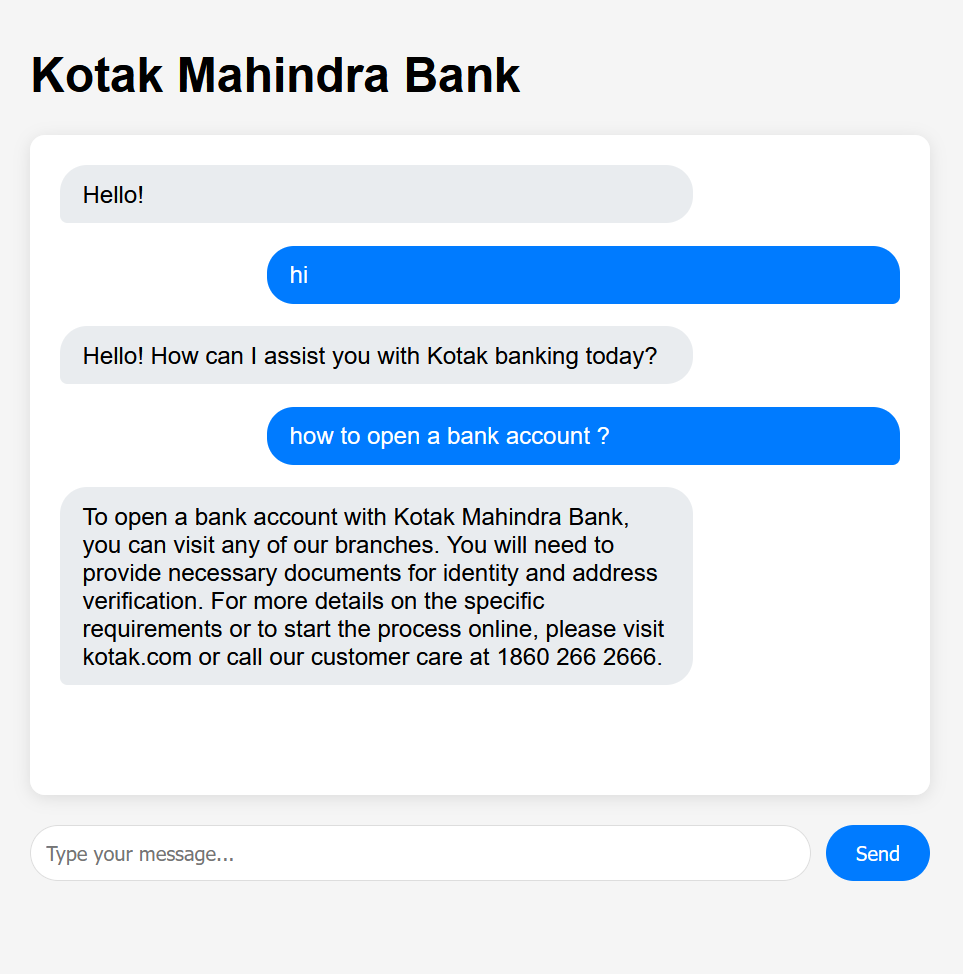 Kotak Mahindra Bank
Hello!
hi
Hello! How can I assist you with Kotak banking today?
how to open a bank account ?
To open a bank account with Kotak Mahindra Bank,
you can visit any of our branches. You will need to
provide necessary documents for identity and address
verification. For more details on the specific
requirements or to start the process online, please visit
kotak.com or call our customer care at 1860 266 2666.
Type your message...
Send